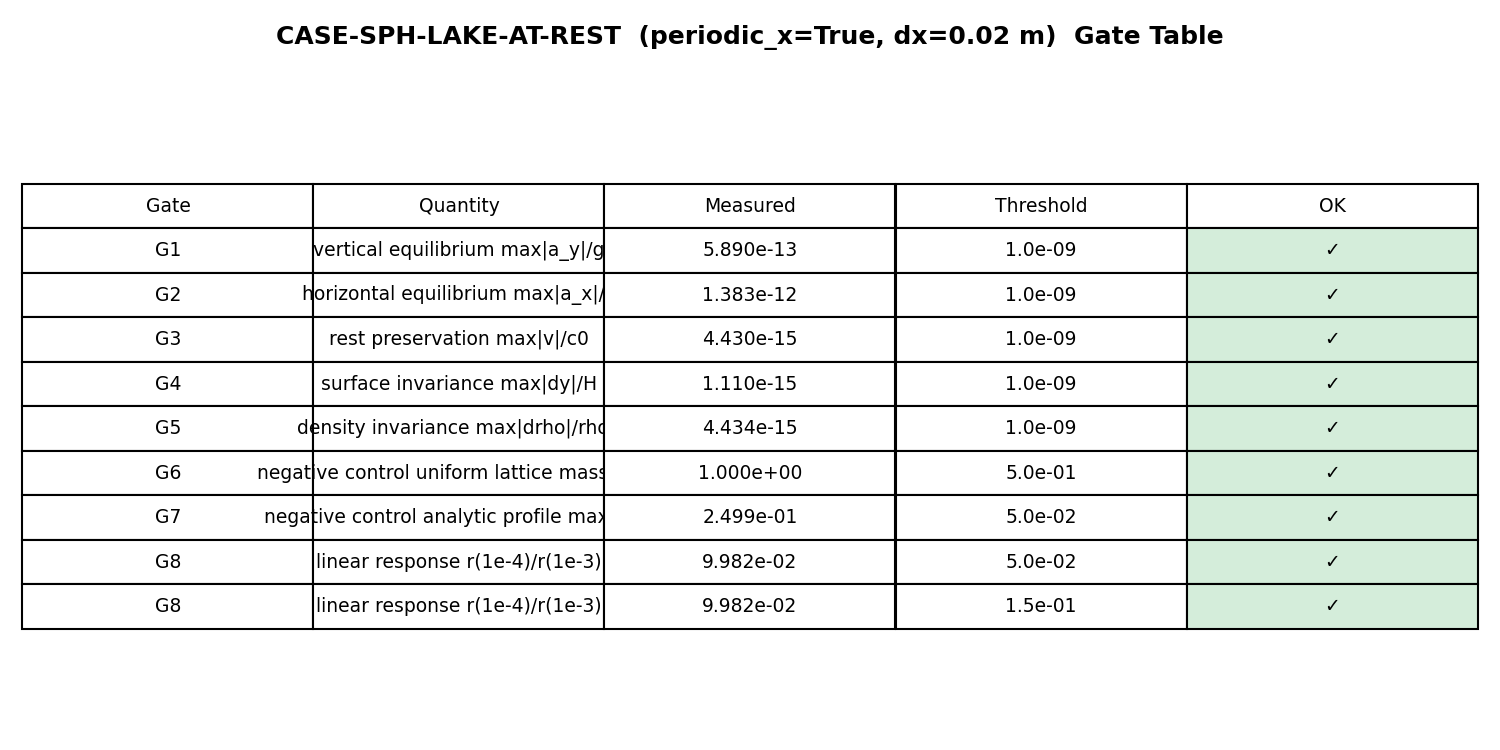 CASE-SPH-LAKE-AT-REST (periodic_x=True, dx=0.02 m) Gate Table
Gate Quantity Measured Threshold OK
G1 vertical equilibrium max|a_y|/g 5.890e-13 1.0e-09 ✓
G2 horizontal equilibrium max|a_x|/ 1.383e-12 1.0e-09 ✓
G3 rest preservation max|v|/c0 4.430e-15 1.0e-09 ✓
G4 surface invariance max|dy|/H 1.110e-15 1.0e-09 ✓
G5 density invariance max|drho|/rho 4.434e-15 1.0e-09 ✓
G6 negative control uniform lattice mass 1.000e+00 5.0e-01 ✓
G7 negative control analytic profile max 2.499e-01 5.0e-02 ✓
G8 linear response r(1e-4)/r(1e-3) 9.982e-02 5.0e-02 ✓
G8 linear response r(1e-4)/r(1e-3) 9.982e-02 1.5e-01 ✓